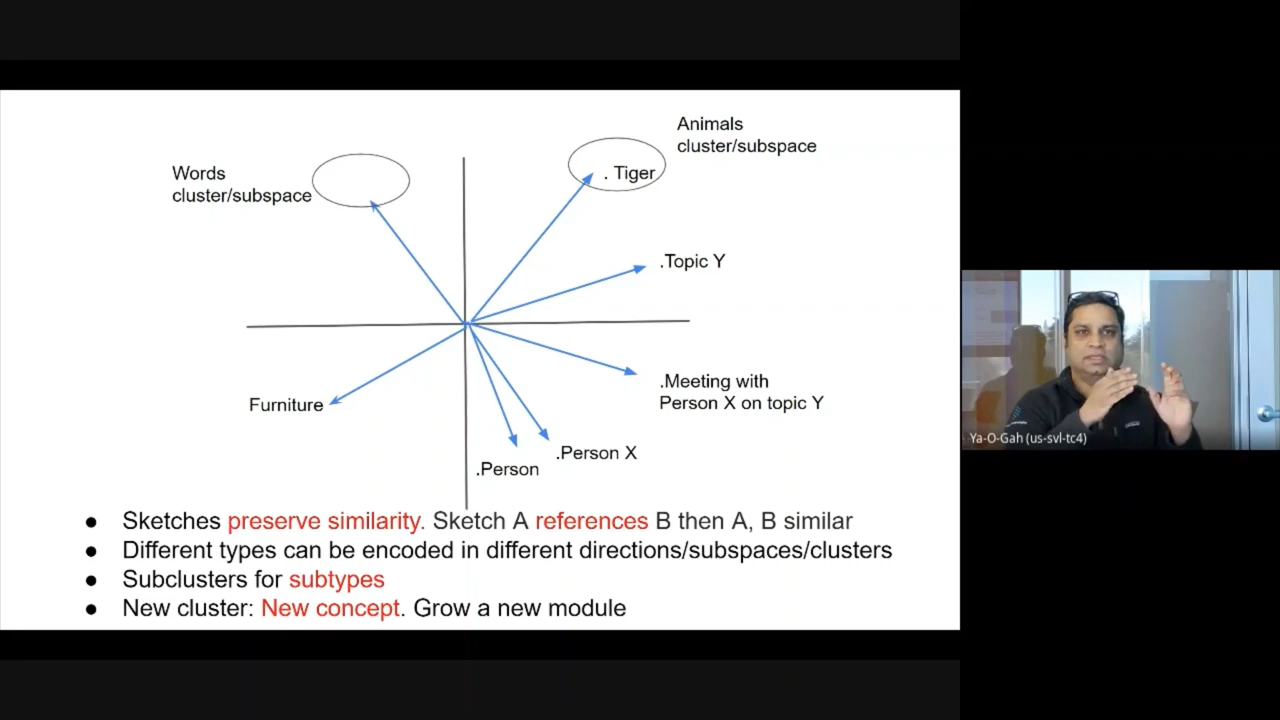 Animals
cluster/subspace
Words
cluster/subspace
. Tiger
.Topic Y
.Meeting with
Person X on topic Y
Furniture
.Person X
.Person
● Sketches preserve similarity. Sketch A references B then A, B similar
● Different types can be encoded in different directions/subspaces/clusters
● Subclusters for subtypes
● New cluster: New concept. Grow a new module
Ya-O-Gah (us-svl-tc4)